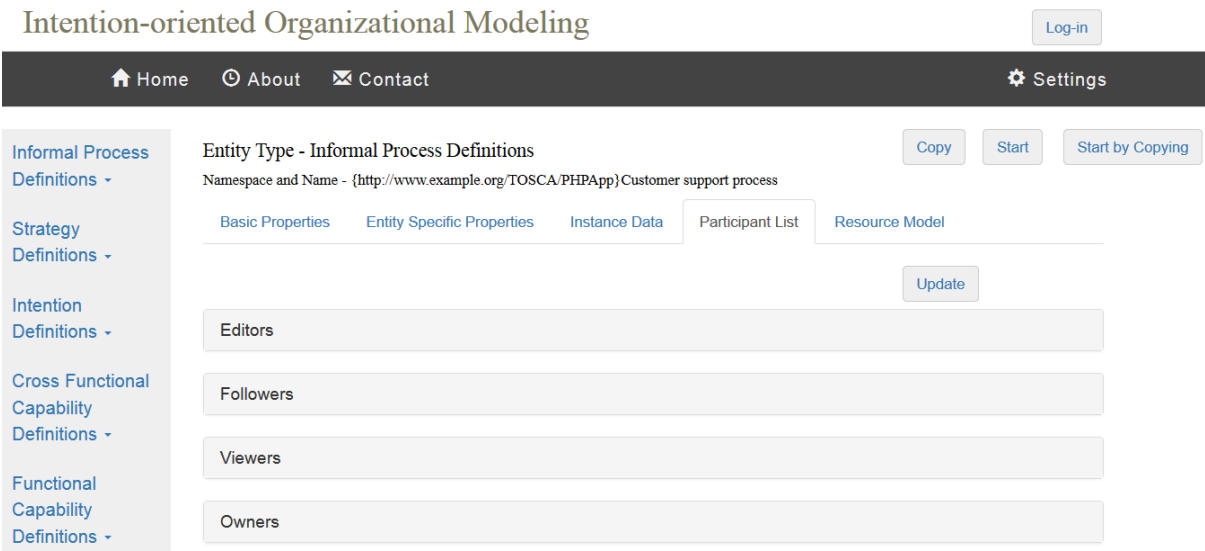 Intention-oriented Organizational Modeling
Log-in
Home About Contact Settings
Informal Process
Definitions
Strategy
Definitions
Intention
Definitions
Cross Functional
Capability
Definitions
Functional
Capability
Definitions
Entity Type - Informal Process Definitions
Copy Start Start by Copying
Namespace and Name - {http://www.example.org/TOSCA/PHPApp}Customer support process
Basic Properties Entity Specific Properties Instance Data Participant List Resource Model
Update
Editors
Followers
Viewers
Owners